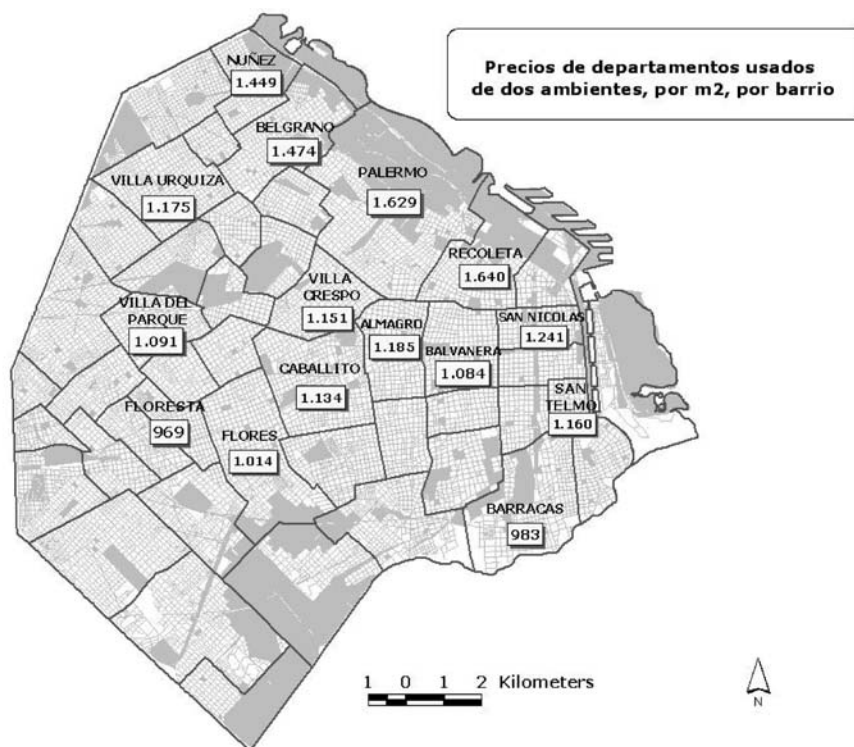 Precios de departamentos usados
de dos ambientes, por m2, por barrio
NUÑEZ
1.449
BELGRANO
1.474
PALERMO
1.629
VILLA URQUIZA
1.175
RECOLETA
1.640
VILLA
CRESPO
1.151
VILLA DEL
PARQUE
1.091
ALMAGRO
1.185
SAN NICOLAS
1.241
BALVANERA
1.084
CABALLITO
1.134
SAN
TELMO
1.160
FLORESTA
969
FLORES
1.014
BARRACAS
983
1 0 1 2 Kilometers
N